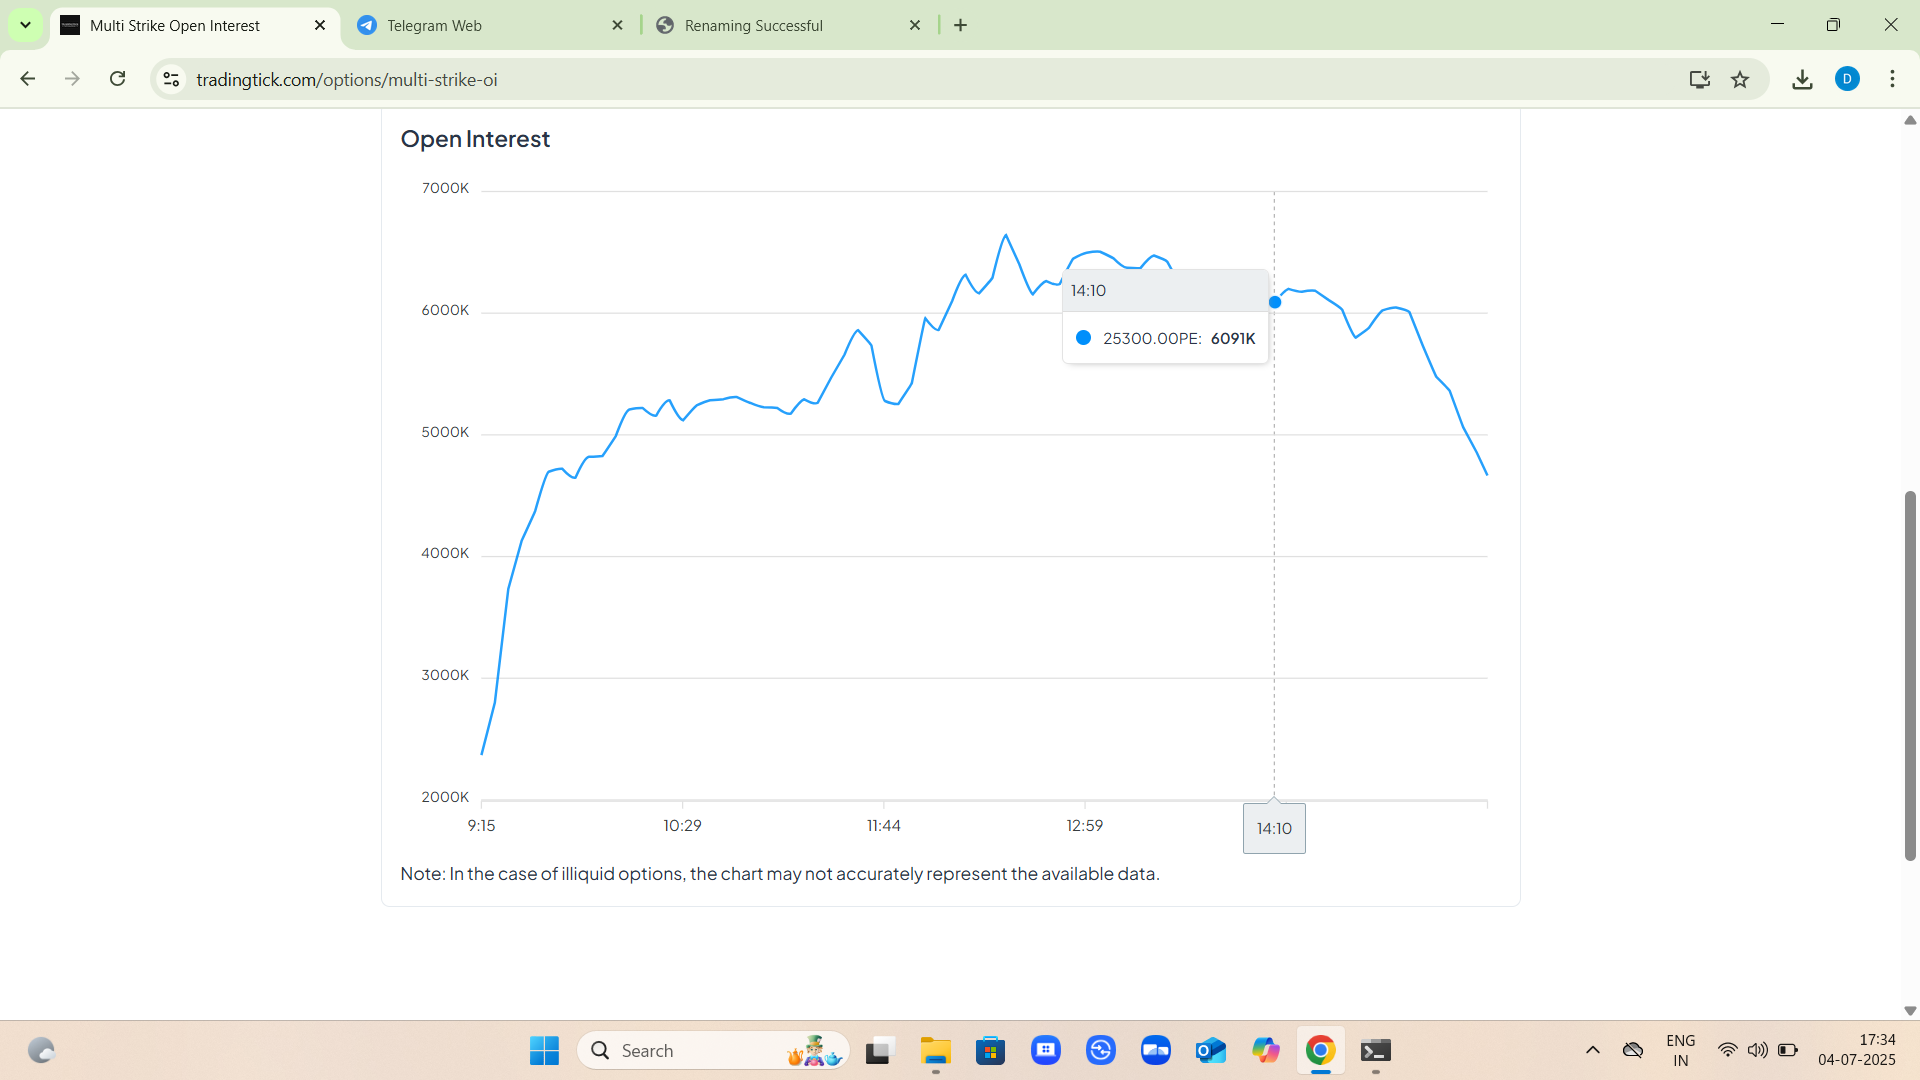 Multi Strike Open Interest
Telegram Web
Renaming Successful
tradingtick.com/options/multi-strike-oi
D
Open Interest
7000K
6000K
5000K
4000K
3000K
2000K
14:10
25300.00PE: 6091K
9:15
10:29
11:44
12:59
14:10
Note: In the case of illiquid options, the chart may not accurately represent the available data.
Search
ENG
IN
17:34
04-07-2025